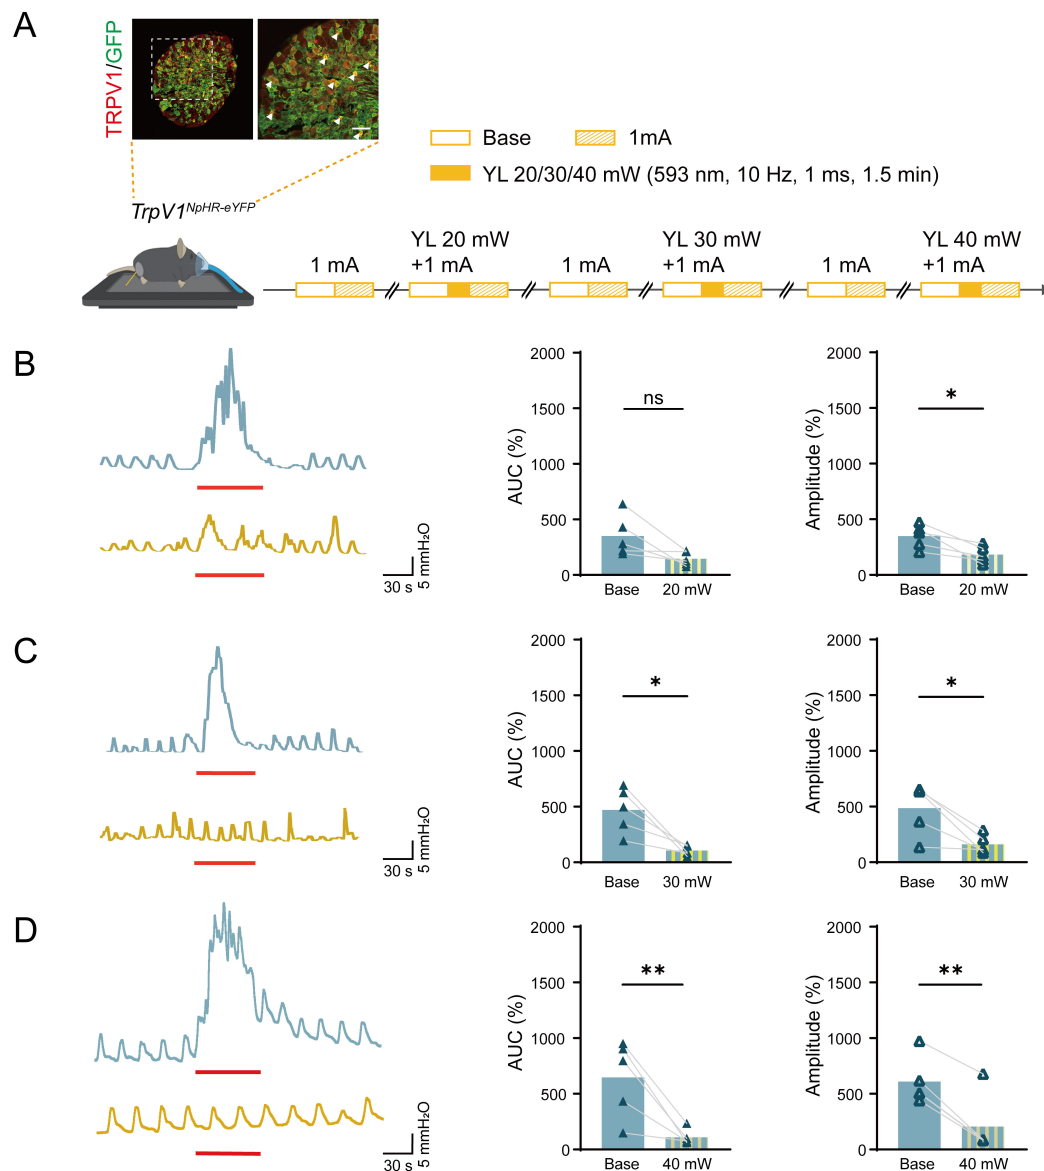 A
TRPV1/GFP
Base
1mA
YL 20/30/40 mW (593 nm, 10 Hz, 1 ms, 1.5 min)
TrpV1NpHR-eYFP
1 mA
YL 20 mW
+1 mA
1 mA
YL 30 mW
+1 mA
1 mA
YL 40 mW
+1 mA
B
30 s
5 mmH₂O
AUC (%)
2000
1500
1000
500
0
ns
Base
20 mW
Amplitude (%)
2000
1500
1000
500
0
*
Base
20 mW
C
30 s
5 mmH₂O
AUC (%)
2000
1500
1000
500
0
*
Base
30 mW
Amplitude (%)
2000
1500
1000
500
0
*
Base
30 mW
D
30 s
5 mmH₂O
AUC (%)
2000
1500
1000
500
0
**
Base
40 mW
Amplitude (%)
2000
1500
1000
500
0
**
Base
40 mW